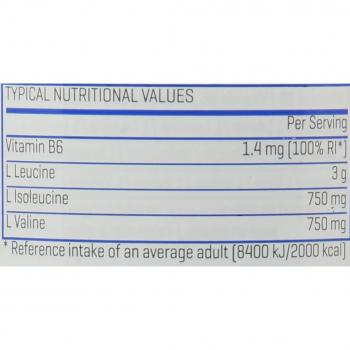 TYPICAL NUTRITIONAL VALUES
Per Serving
Vitamin B6 1.4 mg (100% RI*)
L Leucine 3 g
L Isoleucine 750 mg
L Valine 750 mg
* Reference intake of an average adult (8400 kJ/2000 kcal)